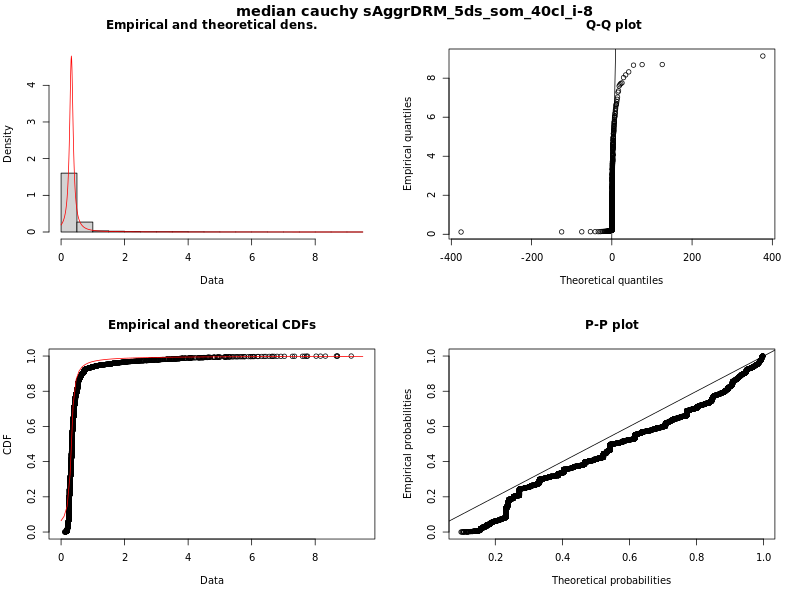 median cauchy sAggrDRM_5ds_som_40cl_i-8
Empirical and theoretical dens.
Density
0 1 2 3 4
0 2 4 6 8
Data
Q-Q plot
Empirical quantiles
0 2 4 6 8
-400 -200 0 200 400
Theoretical quantiles
Empirical and theoretical CDFs
CDF
0.0 0.2 0.4 0.6 0.8 1.0
0 2 4 6 8
Data
P-P plot
Empirical probabilities
0.0 0.2 0.4 0.6 0.8 1.0
0.2 0.4 0.6 0.8 1.0
Theoretical probabilities